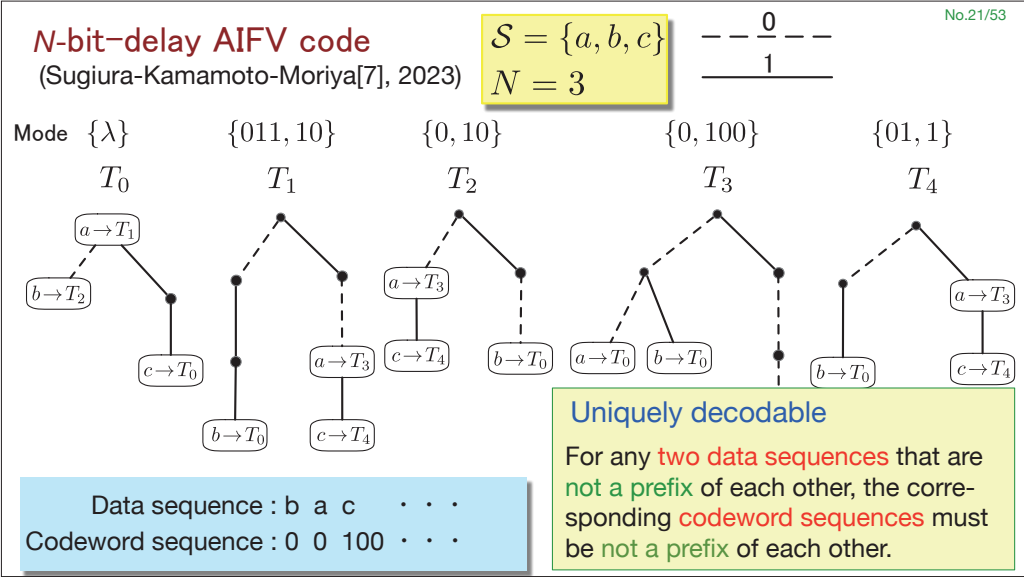 No.21/53
N-bit-delay AIFV code
(Sugiura-Kamamoto-Moriya[7], 2023)
𝒮 = {a, b, c}
N = 3
0
1
Mode {λ} {011, 10} {0, 10} {0, 100} {01, 1}
T₀ T₁ T₂ T₃ T₄
a→T₁
b→T₂
c→T₀
a→T₃
b→T₀
c→T₄
a→T₃
c→T₄
b→T₀
a→T₀
b→T₀
a→T₃
b→T₀
c→T₄
Uniquely decodable
For any two data sequences that are
not a prefix of each other, the corre-
sponding codeword sequences must
be not a prefix of each other.
Data sequence : b a c · · ·
Codeword sequence : 0 0 100 · · ·